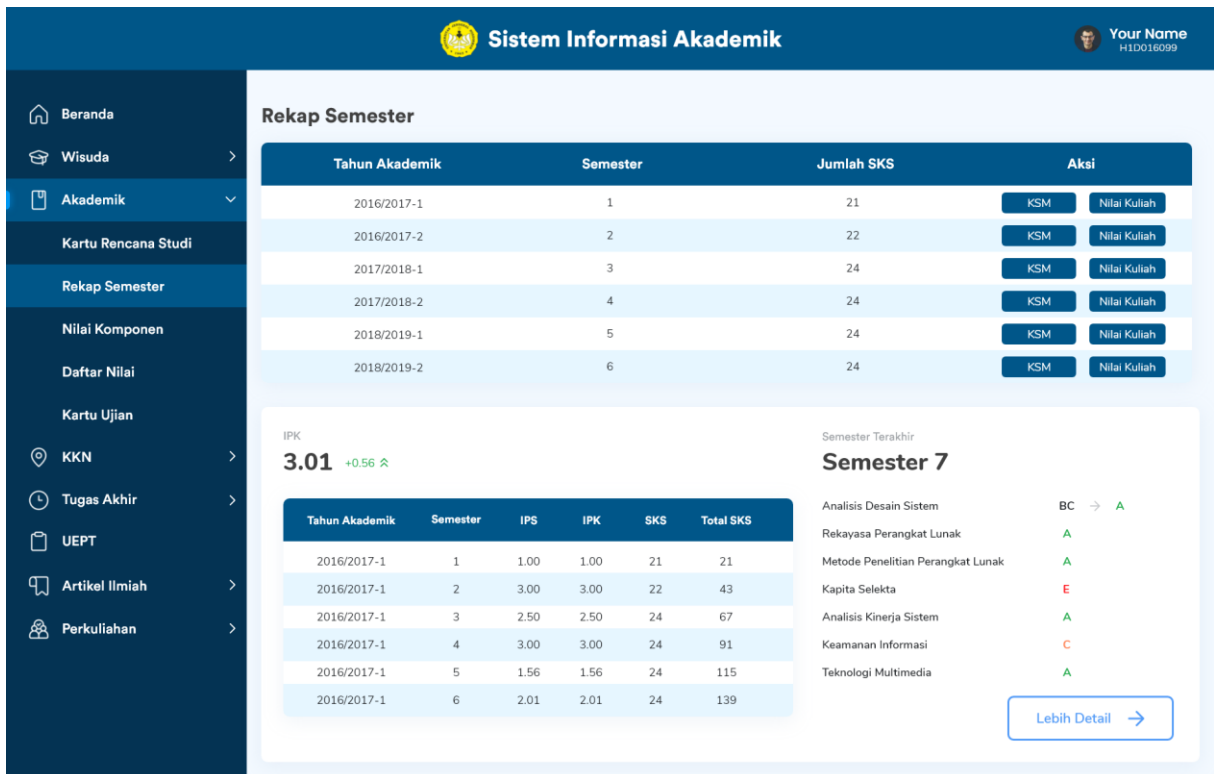 Sistem Informasi Akademik
Your Name
H1D016099
Beranda
Wisuda
Akademik
Kartu Rencana Studi
Rekap Semester
Nilai Komponen
Daftar Nilai
Kartu Ujian
KKN
Tugas Akhir
UEPT
Artikel Ilmiah
Perkuliahan
Rekap Semester
Tahun Akademik Semester Jumlah SKS Aksi
2016/2017-1 1 21 KSM Nilai Kuliah
2016/2017-2 2 22 KSM Nilai Kuliah
2017/2018-1 3 24 KSM Nilai Kuliah
2017/2018-2 4 24 KSM Nilai Kuliah
2018/2019-1 5 24 KSM Nilai Kuliah
2018/2019-2 6 24 KSM Nilai Kuliah
IPK
3.01 +0.56
Tahun Akademik Semester IPS IPK SKS Total SKS
2016/2017-1 1 1.00 1.00 21 21
2016/2017-1 2 3.00 3.00 22 43
2016/2017-1 3 2.50 2.50 24 67
2016/2017-1 4 3.00 3.00 24 91
2016/2017-1 5 1.56 1.56 24 115
2016/2017-1 6 2.01 2.01 24 139
Semester Terakhir
Semester 7
Analisis Desain Sistem BC → A
Rekayasa Perangkat Lunak A
Metode Penelitian Perangkat Lunak A
Kapita Selekta E
Analisis Kinerja Sistem A
Keamanan Informasi C
Teknologi Multimedia A
Lebih Detail →